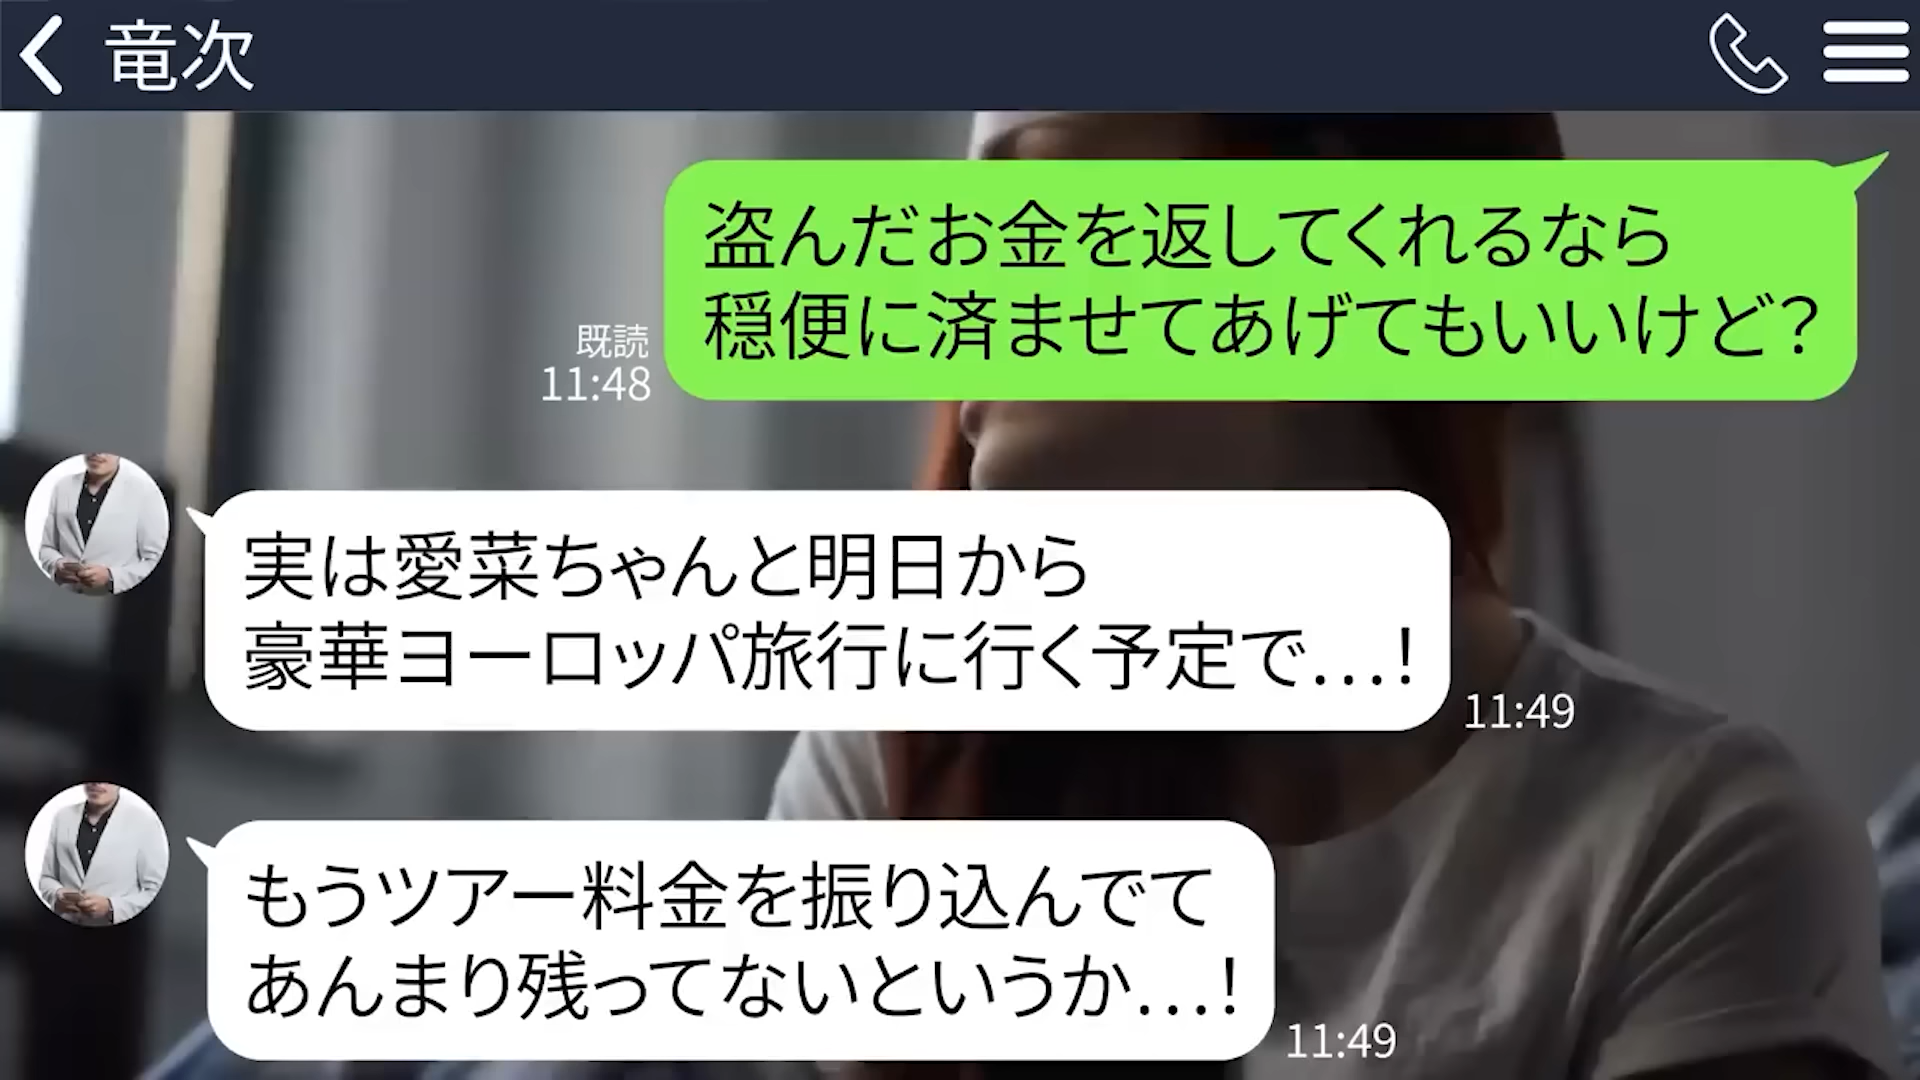 竜次
盗んだお金を返してくれるなら
穏便に済ませてあげてもいいけど?
既読
11:48
実は愛菜ちゃんと明日から
豪華ヨーロッパ旅行に行く予定で…!
11:49
もうツアー料金を振り込んでて
あんまり残ってないというか…!
11:49